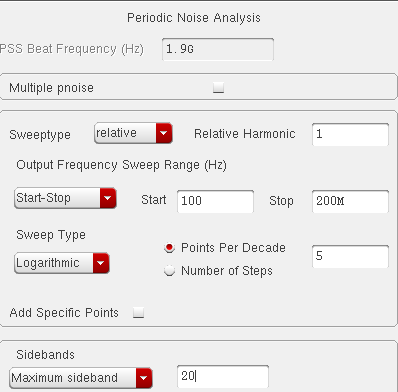 Periodic Noise Analysis
PSS Beat Frequency (Hz) 1.9G
Multiple pnoise
Sweeptype relative Relative Harmonic 1
Output Frequency Sweep Range (Hz)
Start-Stop Start 100 Stop 200M
Sweep Type
Points Per Decade
Logarithmic 5
Number of Steps
Add Specific Points
Sidebands
Maximum sideband 20